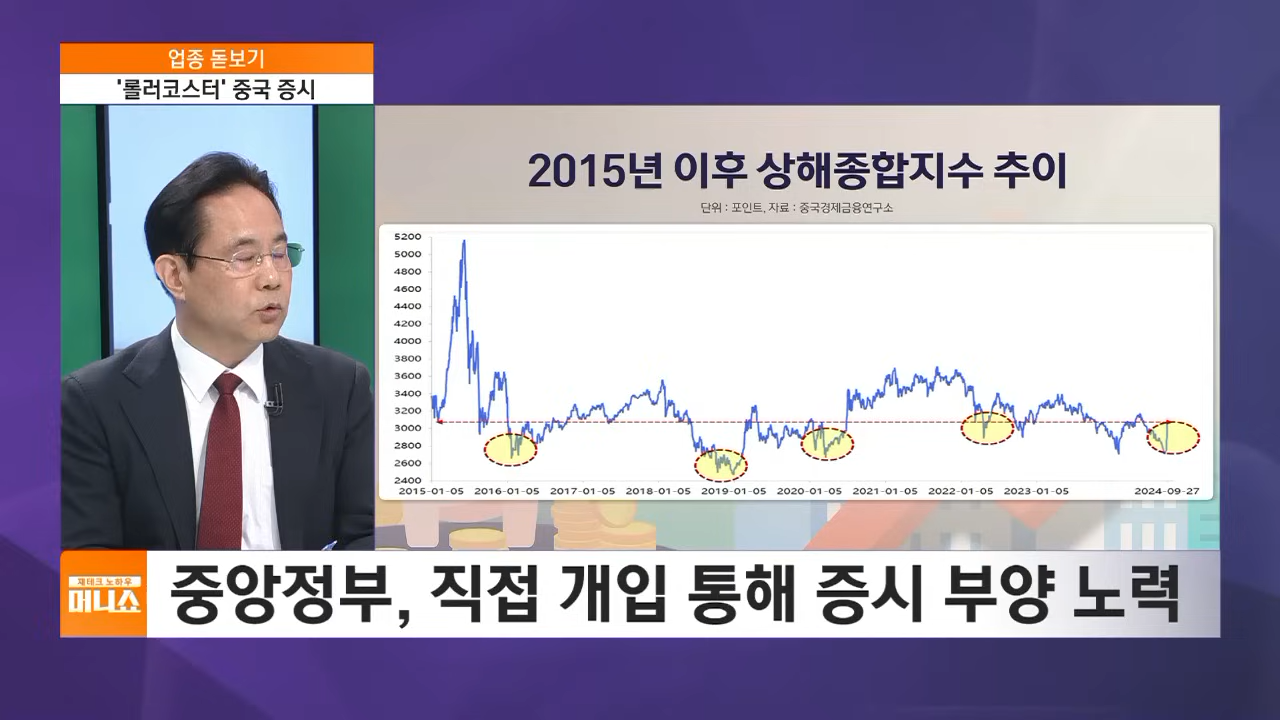 업종 돋보기
'롤러코스터' 중국 증시
2015년 이후 상해종합지수 추이
단위 : 포인트, 자료 : 중국경제금융연구소
5200
5000
4800
4600
4400
4200
4000
3800
3600
3400
3200
3000
2800
2600
2400
2015-01-05 2016-01-05 2017-01-05 2018-01-05 2019-01-05 2020-01-05 2021-01-05 2022-01-05 2023-01-05 2024-09-27
재테크 노하우
머니쇼
중앙정부, 직접 개입 통해 증시 부양 노력